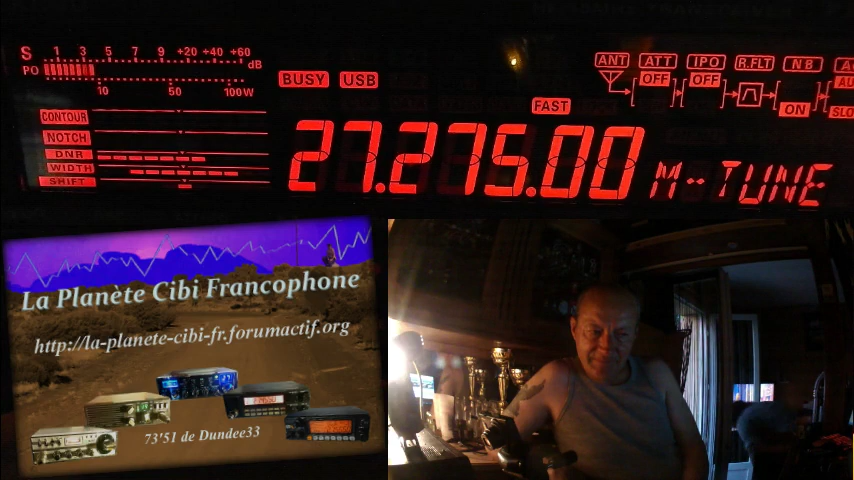 S 1 3 5 7 9 +20 +40 +60 dB
PO 10 50 100W
BUSY USB
ANT ATT IPO R.FLT NB
OFF OFF
ON
FAST
CONTOUR
NOTCH
DNR
WIDTH
SHIFT
27.275.00 M-- TUNE
La Planète Cibi Francophone
http://la-planete-cibi-fr.forumactif.org
73'51 de Dundee33